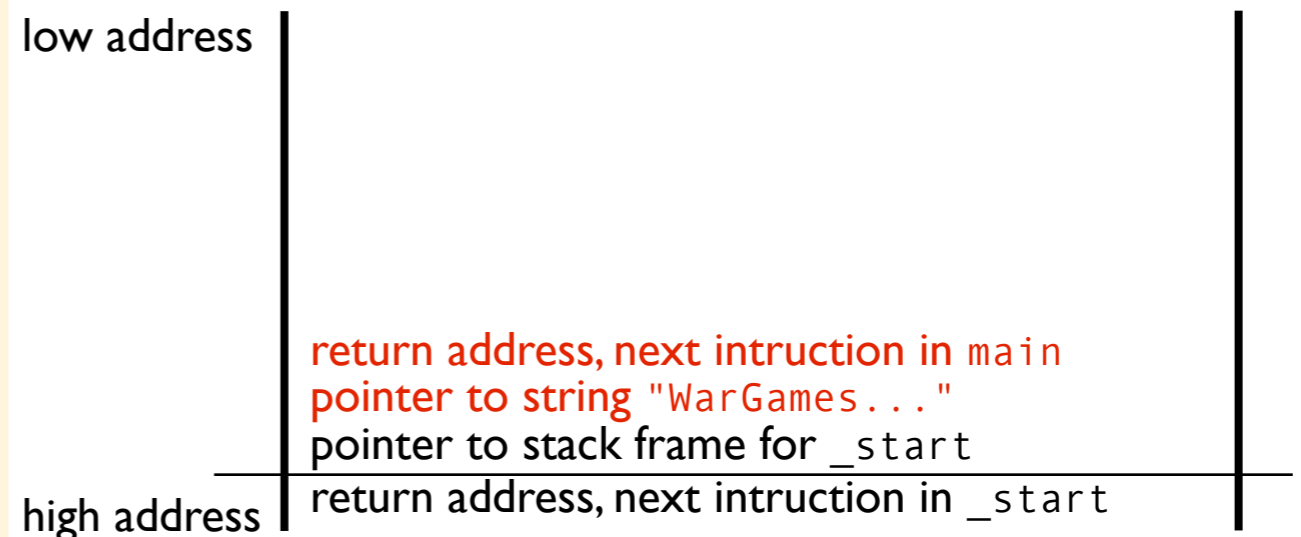 low address
return address, next intruction in main
pointer to string "WarGames..."
pointer to stack frame for _start
return address, next intruction in _start
high address